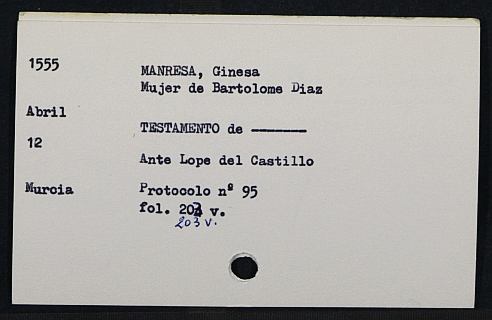 1555
MANRESA, Ginesa
Mujer de Bartolome Diaz
Abril
TESTAMENTO de -------
12
Ante Lope del Castillo
Murcia
Protocolo nº 95
fol. 203 v.
203 v.